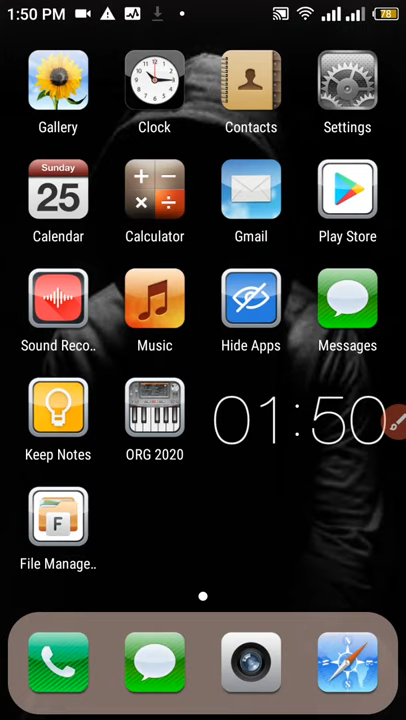 1:50 PM 78
Gallery Clock Contacts Settings
Sunday
25
Calendar Calculator Gmail Play Store
Sound Reco.. Music Hide Apps Messages
01:50
Keep Notes ORG 2020
F
File Manage..
N